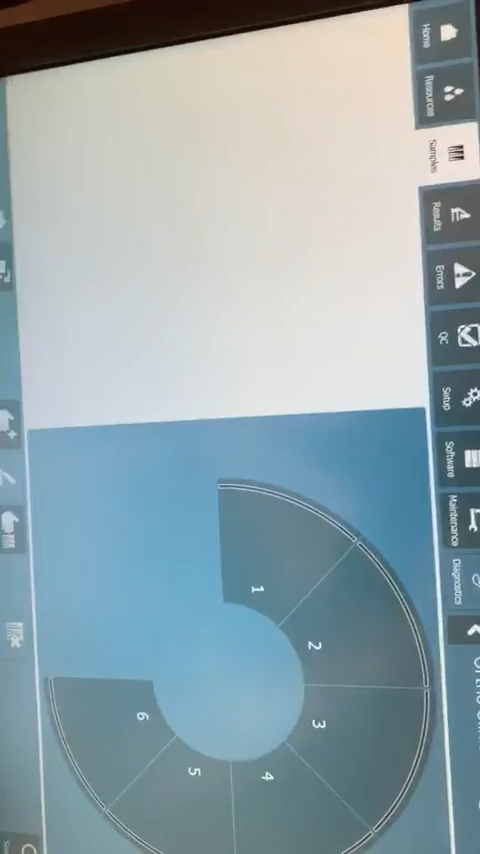 Home
Resources
Samples
Results
Errors
QC
Setup
Software
Maintenance
Diagnostics
1
2
3
4
5
6